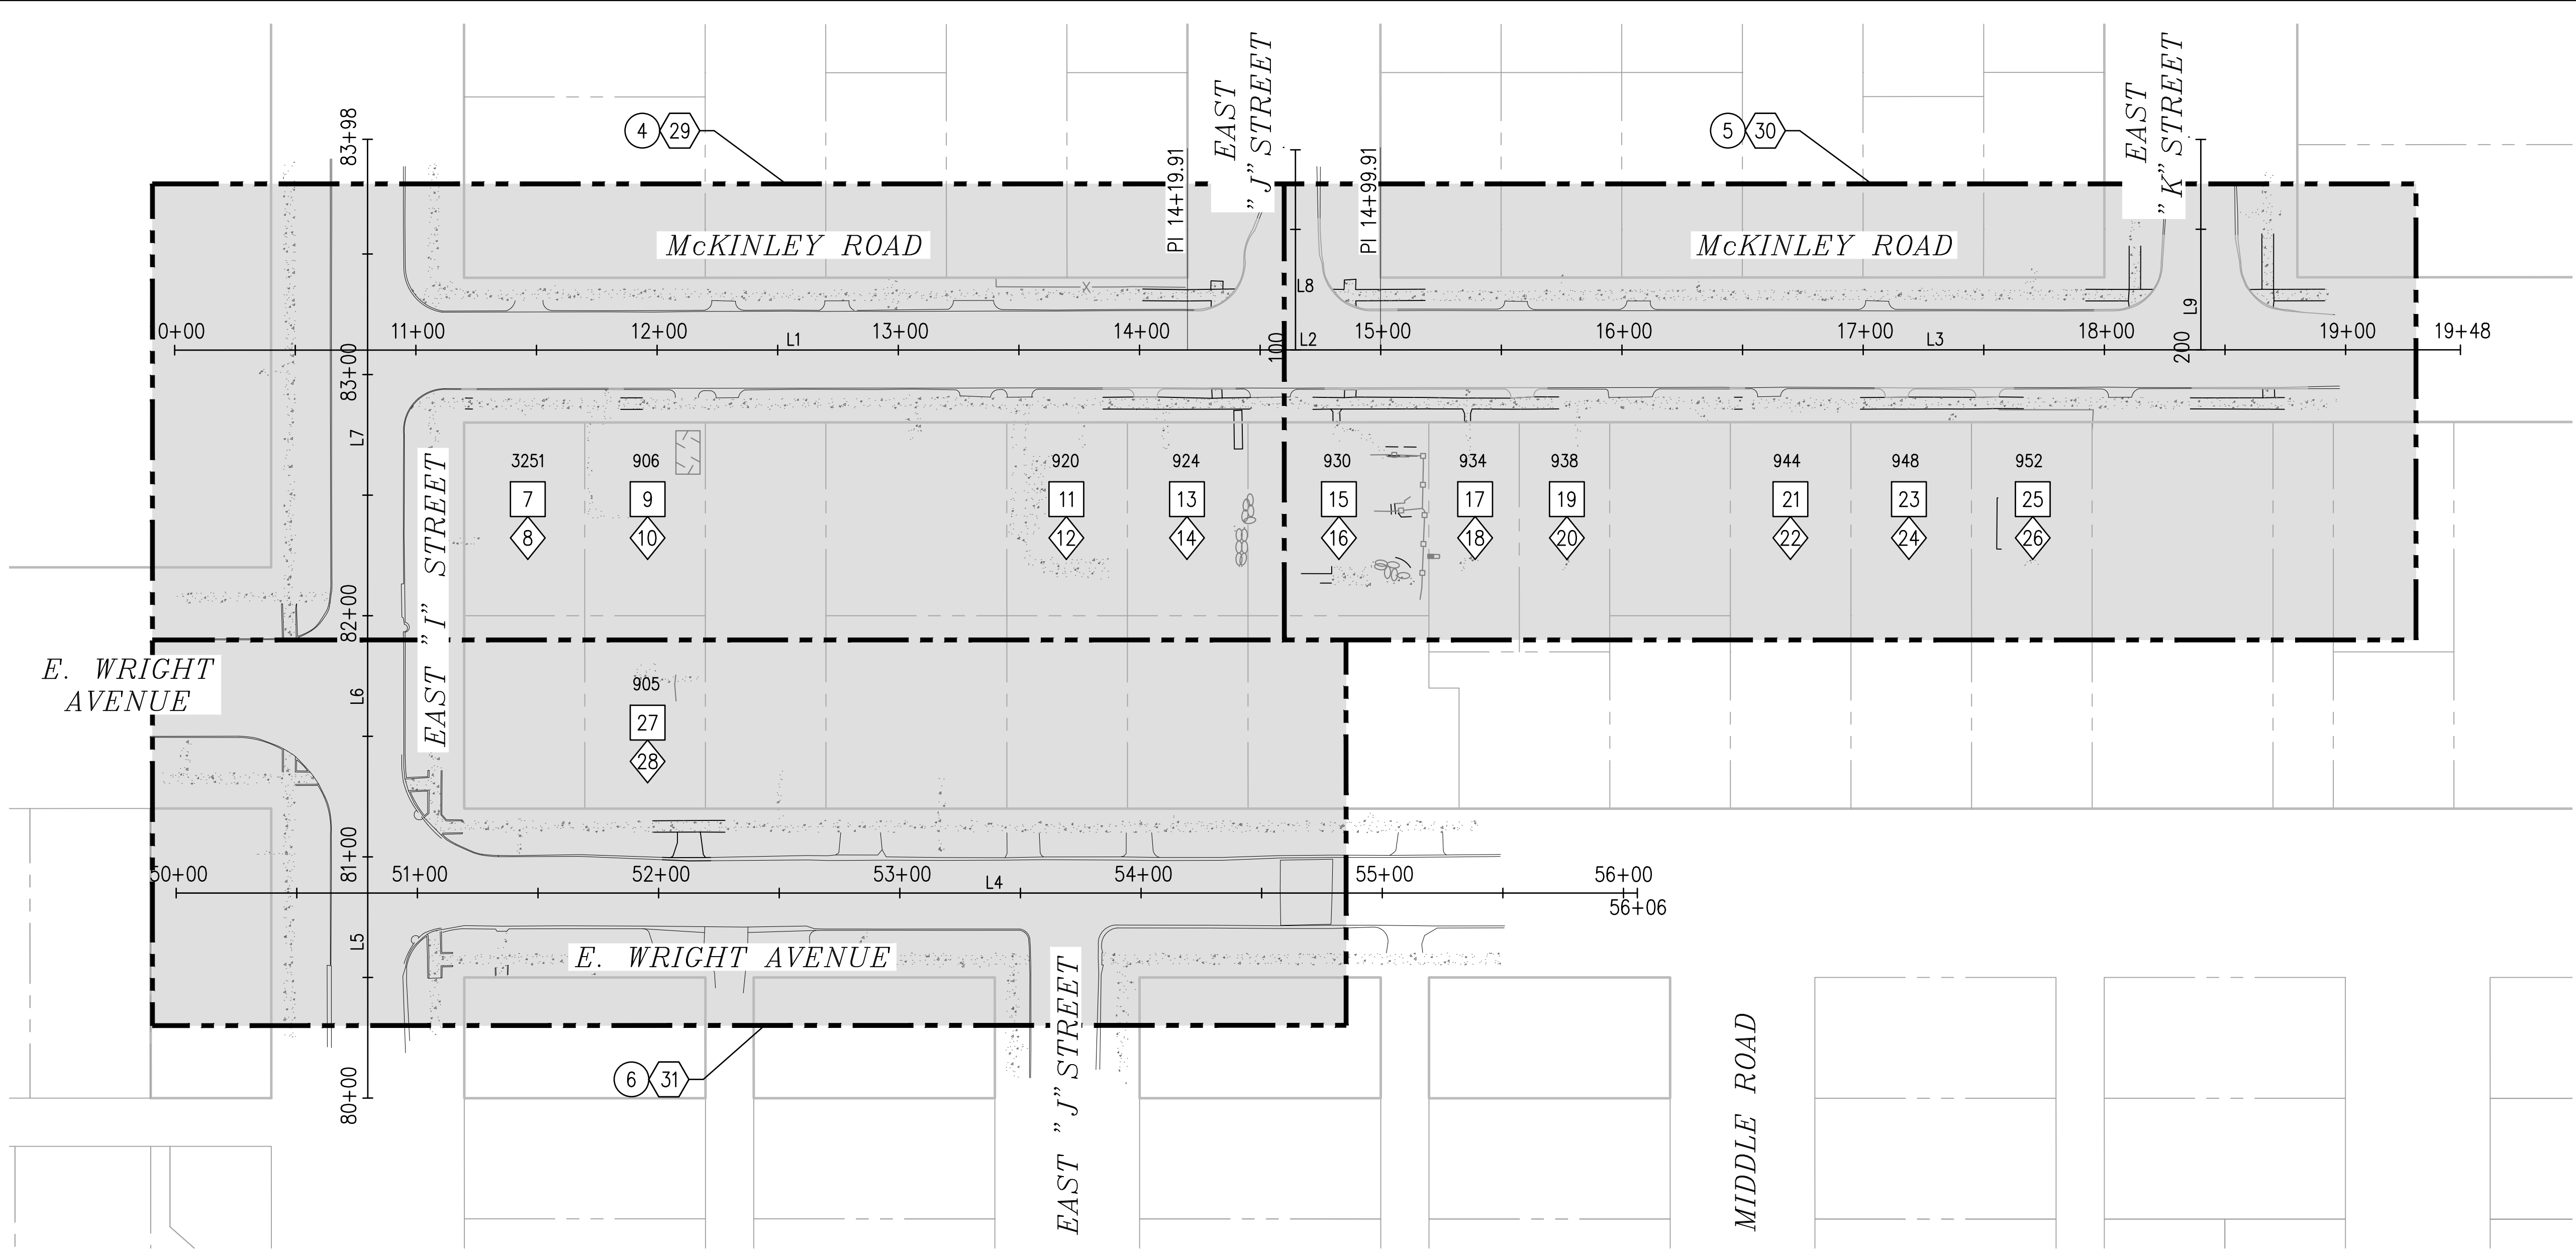 EAST
"J" STREET
EAST
"K" STREET
83+98
4
29
5
30
PI 14+19.91
PI 14+99.91
McKINLEY ROAD
McKINLEY ROAD
L8
L9
0+00
11+00
12+00
L1
13+00
14+00
100
L2
15+00
16+00
17+00
L3
18+00
200
19+00
19+48
83+00
L7
EAST "I" STREET
3251
906
920
924
930
934
938
944
948
952
7
9
11
13
15
17
19
21
23
25
8
10
12
14
16
18
20
22
24
26
82+00
E. WRIGHT
AVENUE
L6
905
27
28
81+00
50+00
51+00
52+00
53+00
L4
54+00
55+00
56+00
56+06
L5
E. WRIGHT AVENUE
6
31
80+00
EAST "J" STREET
MIDDLE ROAD
X